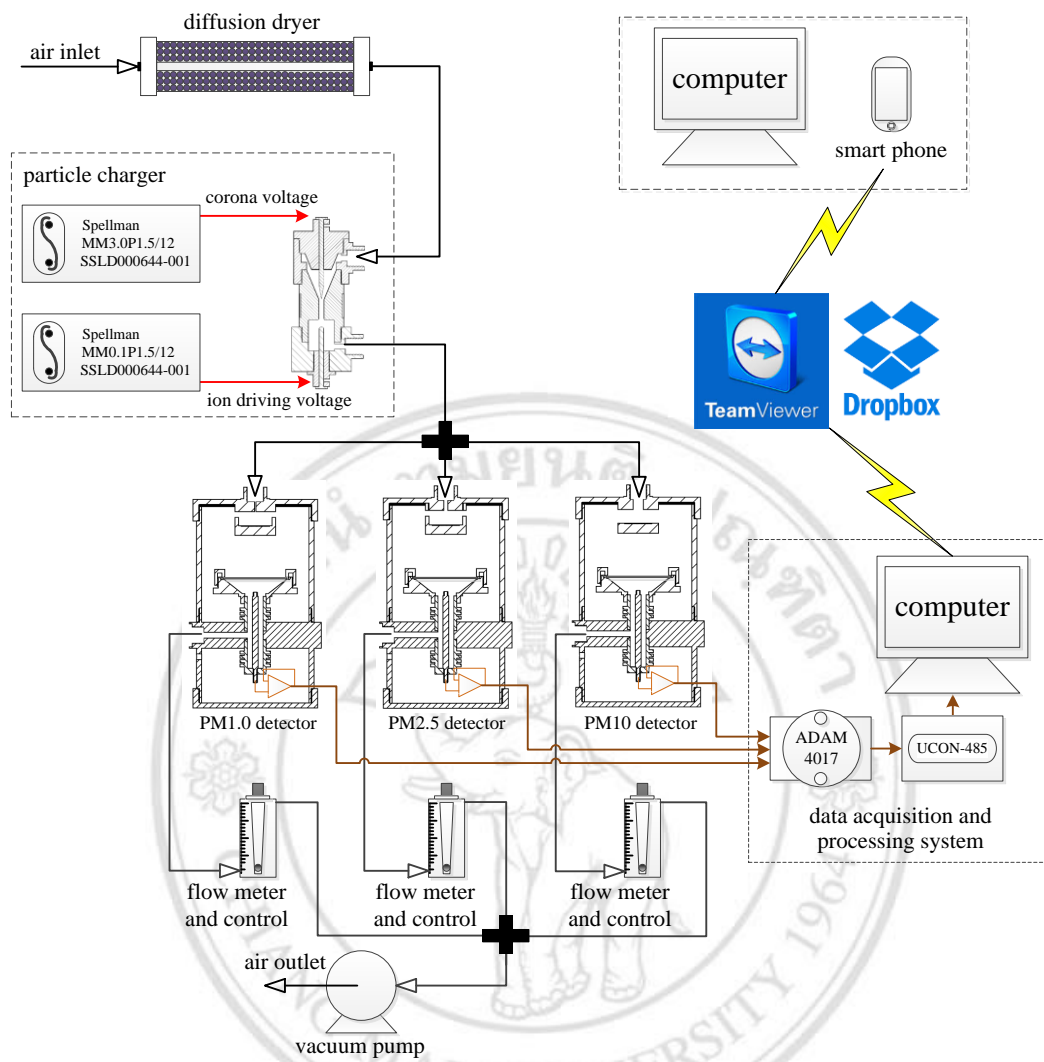 diffusion dryer
air inlet
computer
smart phone
particle charger
corona voltage
Spellman
MM3.0P1.5/12
SSLD000644-001
Spellman
MM0.1P1.5/12
SSLD000644-001
ion driving voltage
TeamViewer
Dropbox
PM1.0 detector
PM2.5 detector
PM10 detector
computer
ADAM
4017
UCON-485
data acquisition and
processing system
flow meter
and control
flow meter
and control
flow meter
and control
air outlet
vacuum pump
UNIVERSITY 1964